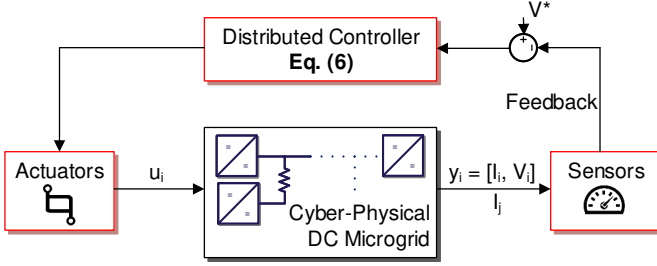 V*
Distributed Controller
Eq. (6)
Feedback
Actuators
uᵢ
Cyber-Physical
DC Microgrid
yᵢ = [Iᵢ, Vᵢ]
Iⱼ
Sensors